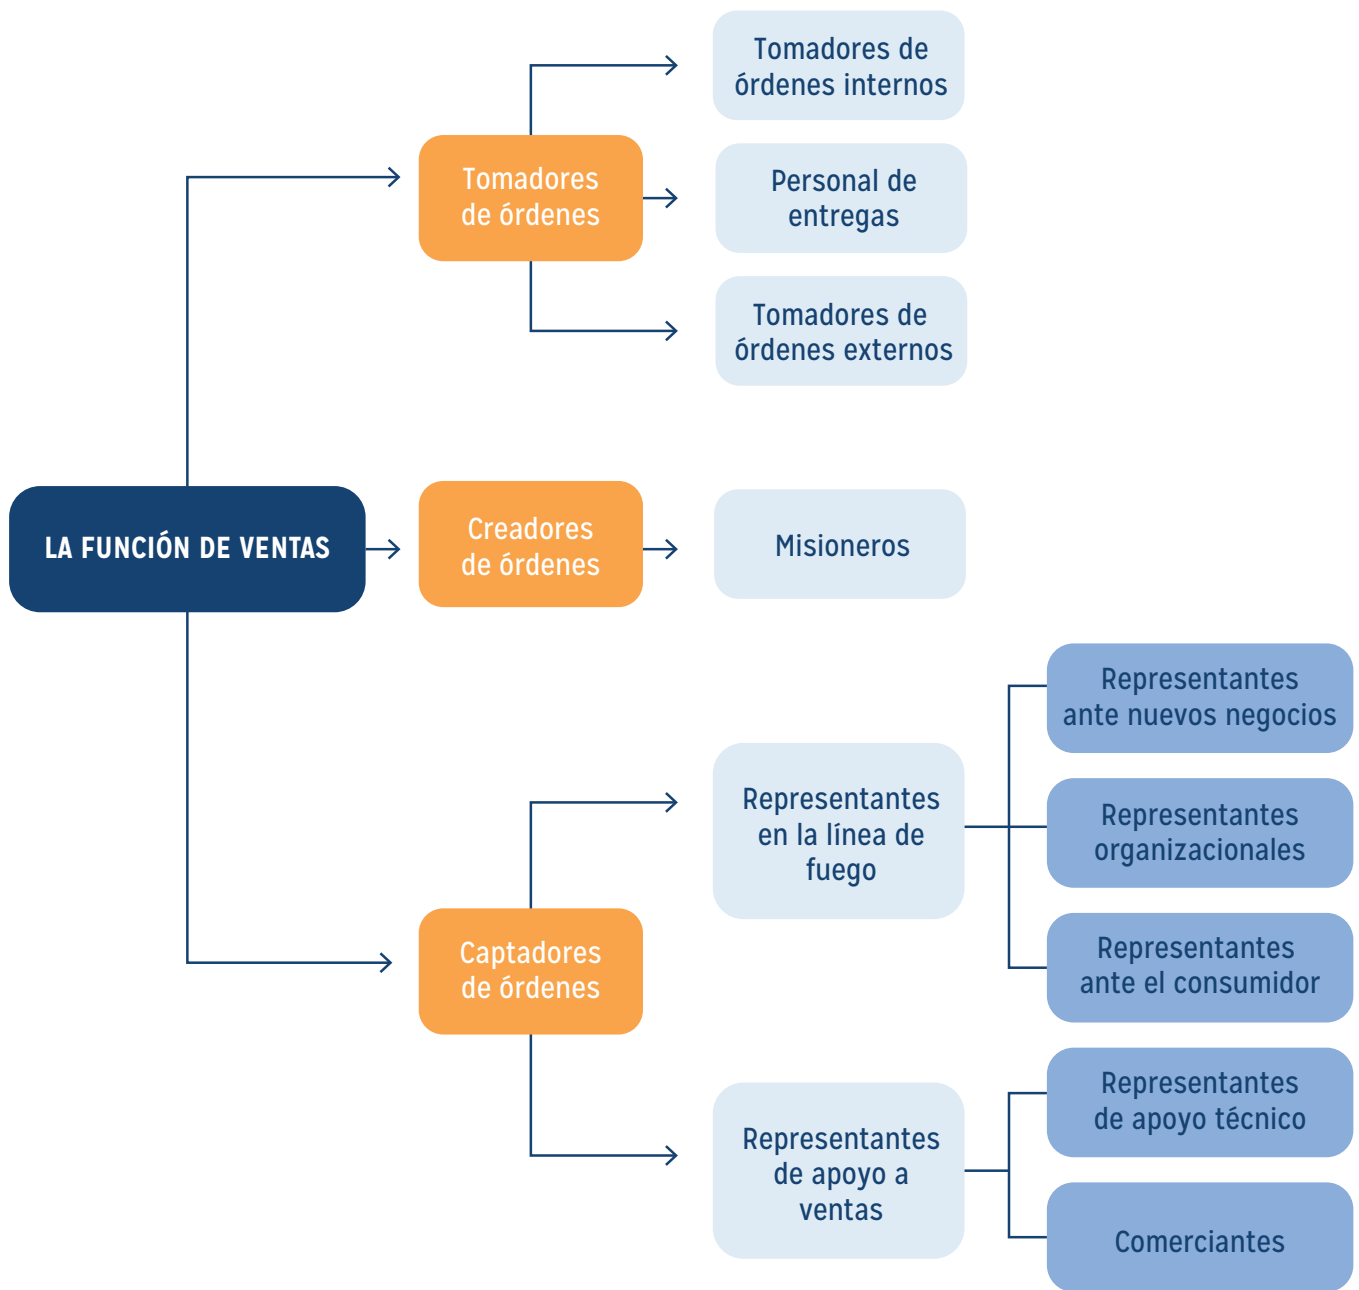 Tomadores de
órdenes internos
Tomadores
de órdenes
Personal de
entregas
Tomadores de
órdenes externos
LA FUNCIÓN DE VENTAS
Creadores
de órdenes
Misioneros
Representantes
ante nuevos negocios
Representantes
en la línea de
fuego
Representantes
organizacionales
Representantes
ante el consumidor
Captadores
de órdenes
Representantes
de apoyo a
ventas
Representantes
de apoyo técnico
Comerciantes